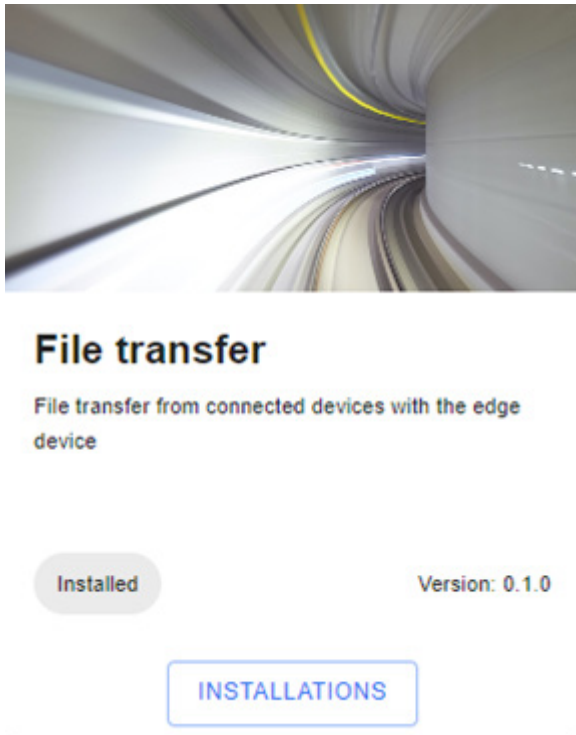 File transfer
File transfer from connected devices with the edge
device
Installed
Version: 0.1.0
INSTALLATIONS